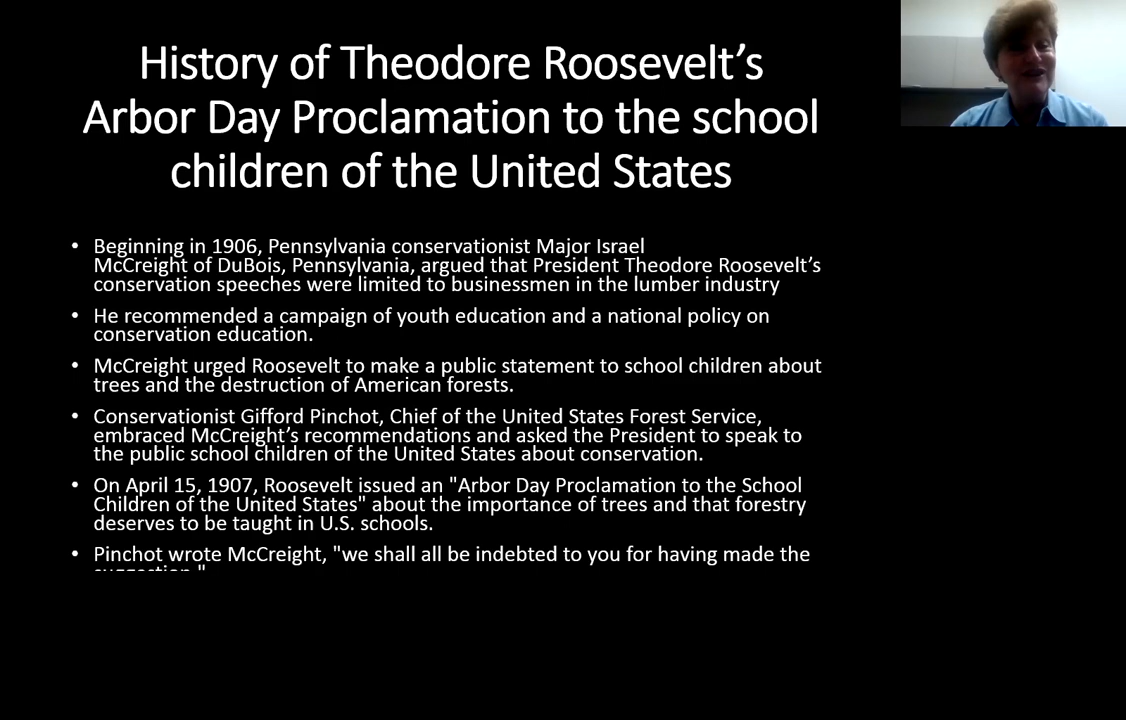 History of Theodore Roosevelt’s
Arbor Day Proclamation to the school
children of the United States
• Beginning in 1906, Pennsylvania conservationist Major Israel
McCreight of DuBois, Pennsylvania, argued that President Theodore Roosevelt’s
conservation speeches were limited to businessmen in the lumber industry
• He recommended a campaign of youth education and a national policy on
conservation education.
• McCreight urged Roosevelt to make a public statement to school children about
trees and the destruction of American forests.
• Conservationist Gifford Pinchot, Chief of the United States Forest Service,
embraced McCreight’s recommendations and asked the President to speak to
the public school children of the United States about conservation.
• On April 15, 1907, Roosevelt issued an "Arbor Day Proclamation to the School
Children of the United States" about the importance of trees and that forestry
deserves to be taught in U.S. schools.
• Pinchot wrote McCreight, "we shall all be indebted to you for having made the
suggestion."